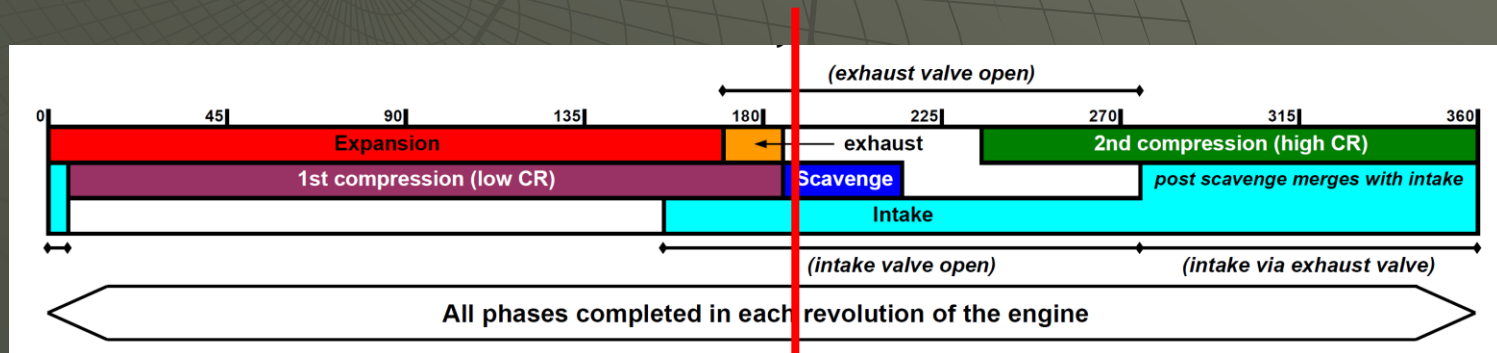 (exhaust valve open)
0 45 90 135 180 225 270 315 360
Expansion exhaust 2nd compression (high CR)
1st compression (low CR) Scavenge post scavenge merges with intake
Intake
(intake valve open) (intake via exhaust valve)
All phases completed in each revolution of the engine